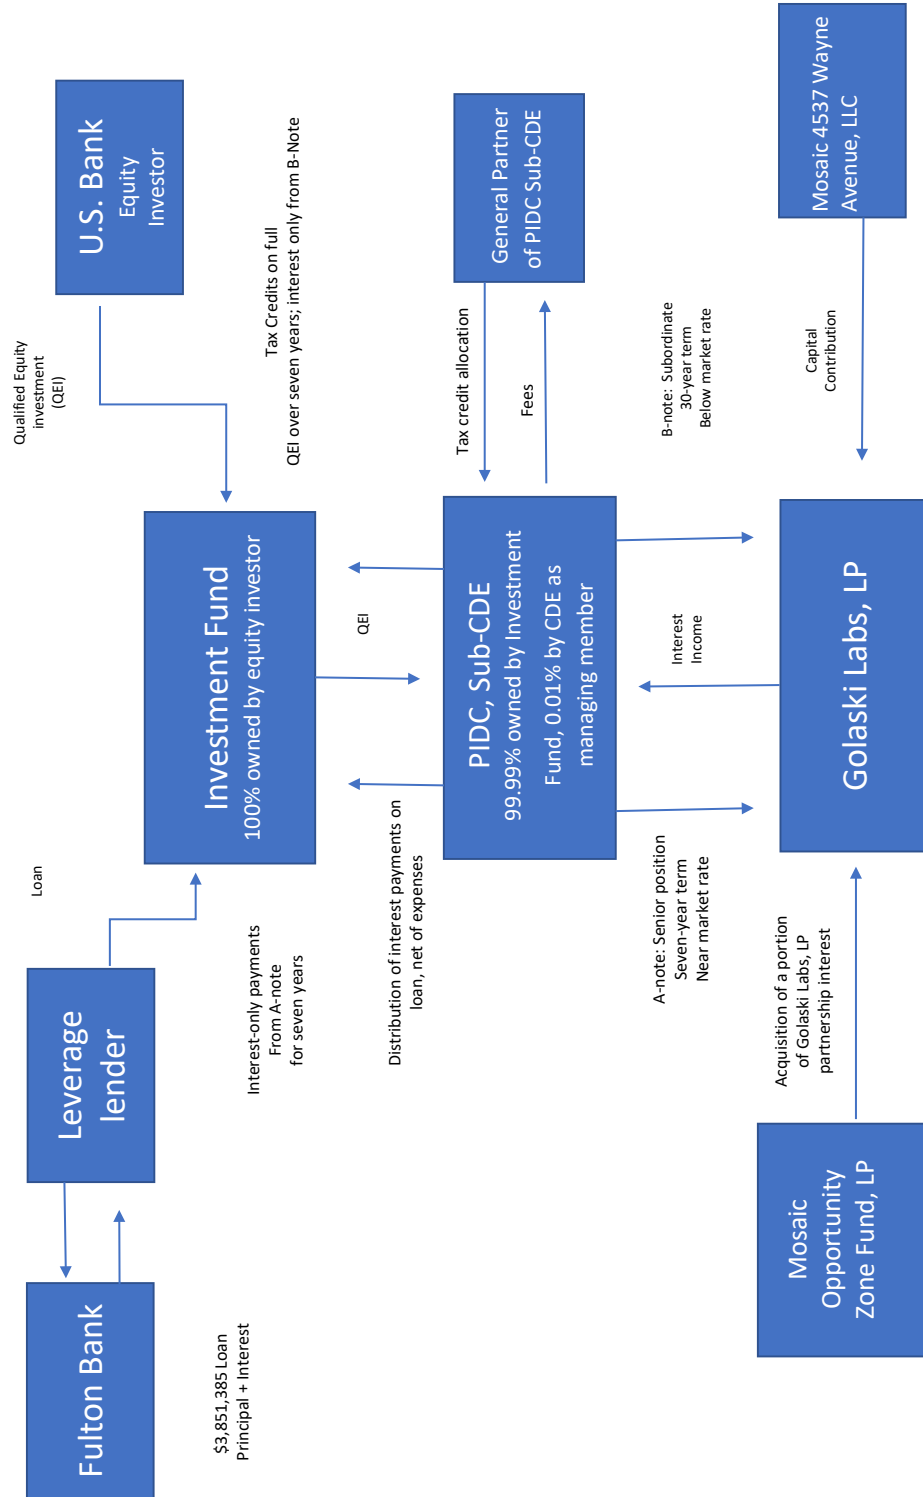 Fulton Bank
$3,851,385 Loan
Principal + Interest
Leverage
lender
Loan
Interest-only payments
From A-note
for seven years
Qualified Equity
investment
(QEI)
U.S. Bank
Equity
Investor
Investment Fund
100% owned by equity investor
Tax Credits on full
QEI over seven years; interest only from B-Note
Distribution of interest payments on
loan, net of expenses
QEI
PIDC, Sub-CDE
99.99% owned by Investment
Fund, 0.01% by CDE as
managing member
Tax credit allocation
Fees
General Partner
of PIDC Sub-CDE
A-note: Senior position
Seven-year term
Near market rate
Interest
Income
B-note: Subordinate
30-year term
Below market rate
Mosaic
Opportunity
Zone Fund, LP
Acquisition of a portion
of Golaski Labs, LP
partnership interest
Golaski Labs, LP
Capital
Contribution
Mosaic 4537 Wayne
Avenue, LLC